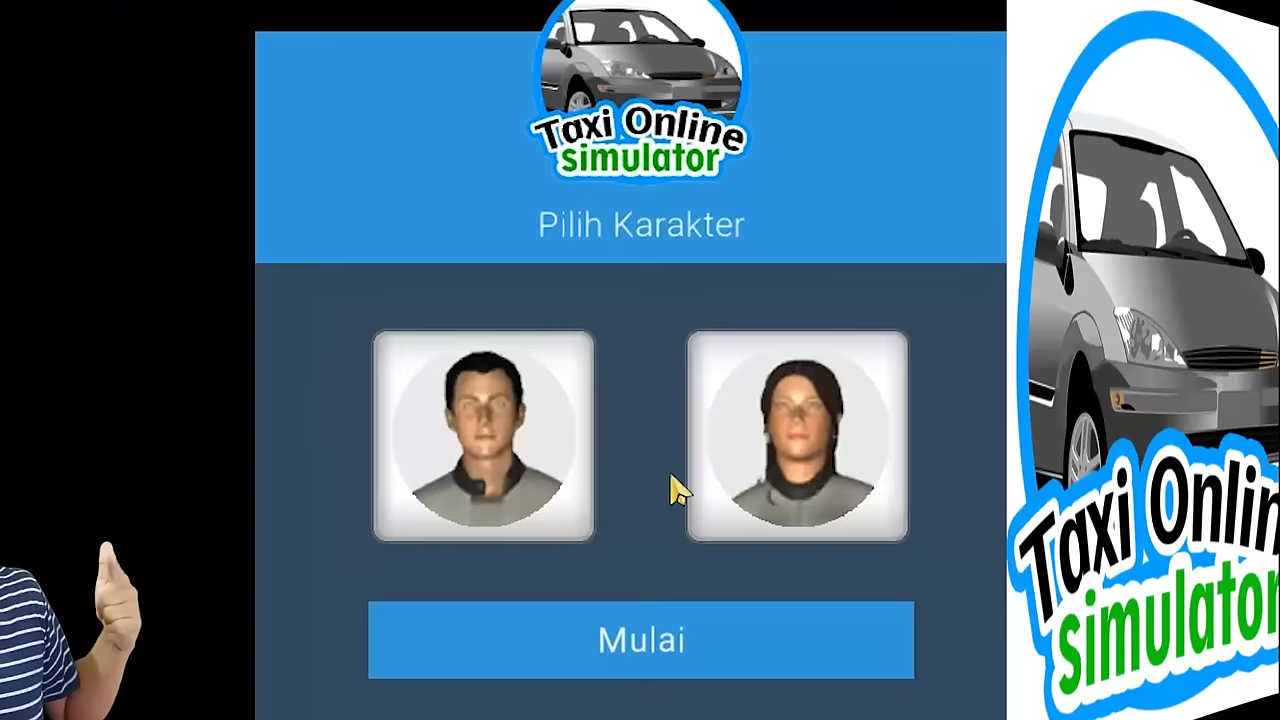 Taxi Online
simulator
Pilih Karakter
Mulai
Taxi Onlin
simulator